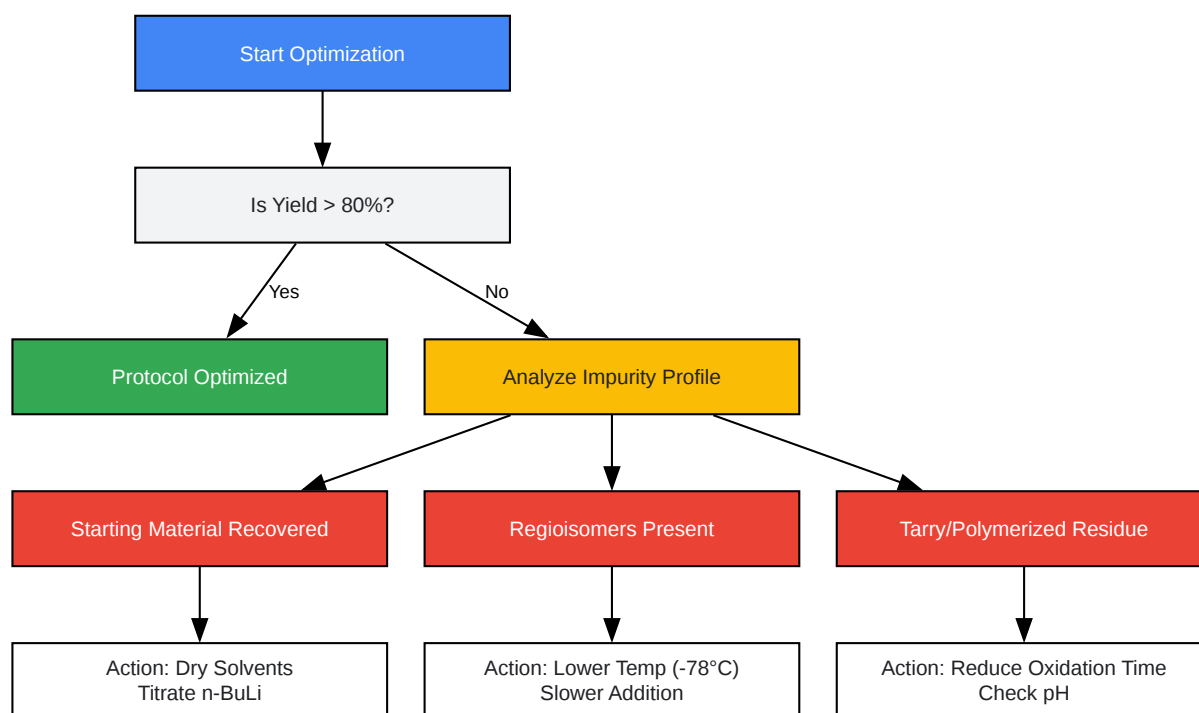 Start Optimization
Is Yield > 80%?
Yes
No
Protocol Optimized
Analyze Impurity Profile
Starting Material Recovered
Regioisomers Present
Tarry/Polymerized Residue
Action: Dry Solvents
Titrate n-BuLi
Action: Lower Temp (-78°C)
Slower Addition
Action: Reduce Oxidation Time
Check pH